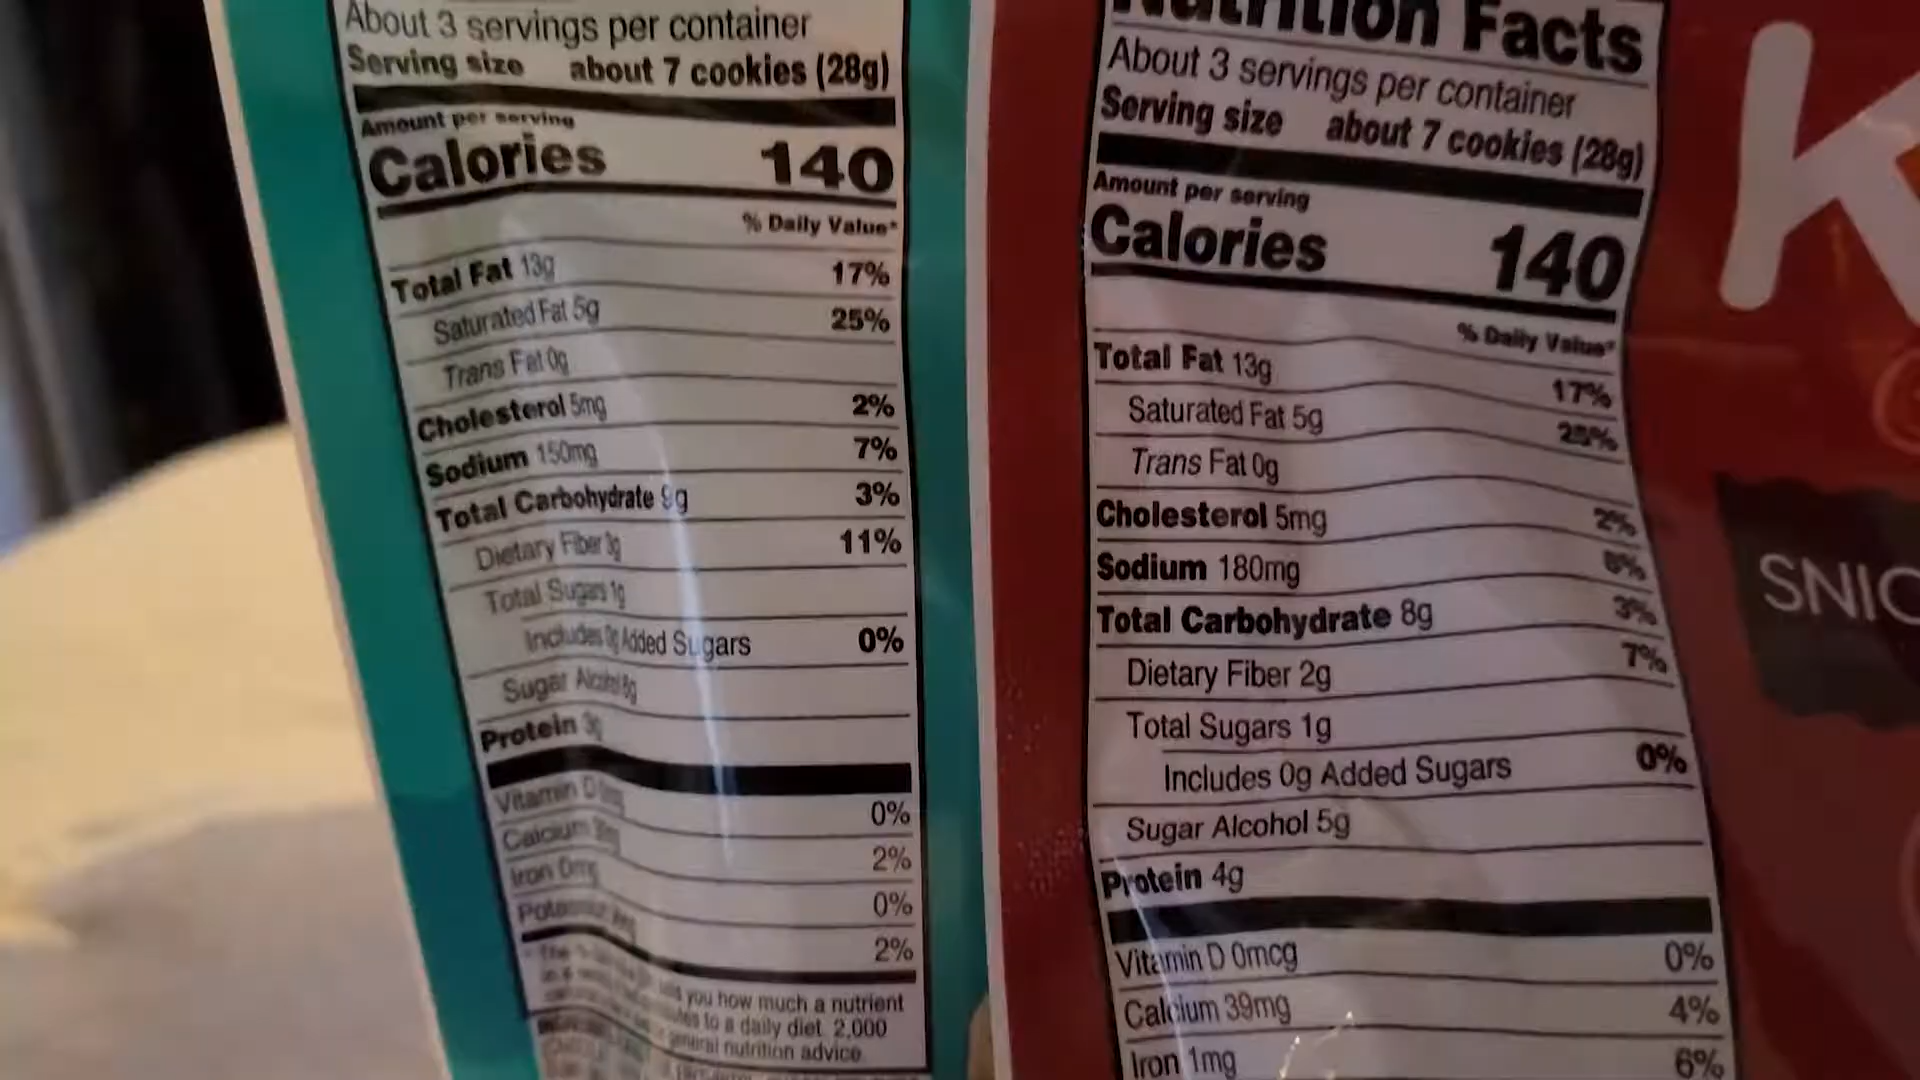 About 3 servings per container
Serving size about 7 cookies (28g)
Amount per serving
Calories 140
% Daily Value*
Total Fat 13g 17%
Saturated Fat 5g 25%
Trans Fat 0g
Cholesterol 5mg 2%
Sodium 150mg 7%
Total Carbohydrate 9g 3%
Dietary Fiber 3g 11%
Total Sugars 1g
Includes 0g Added Sugars 0%
Sugar Alcohol
Protein 3g
Vitamin D 0%
Calcium 2%
Iron 0mg 0%
2%
you how much a nutrient
to a daily diet. 2,000
general nutrition advice.
Nutrition Facts
About 3 servings per container
Serving size about 7 cookies (28g)
Amount per serving
Calories 140
% Daily Value*
Total Fat 13g 17%
Saturated Fat 5g 25%
Trans Fat 0g
Cholesterol 5mg 2%
Sodium 180mg 8%
Total Carbohydrate 8g 3%
Dietary Fiber 2g 7%
Total Sugars 1g
Includes 0g Added Sugars 0%
Sugar Alcohol 5g
Protein 4g
Vitamin D 0mcg 0%
Calcium 39mg 4%
Iron 1mg 6%
K
SNIC